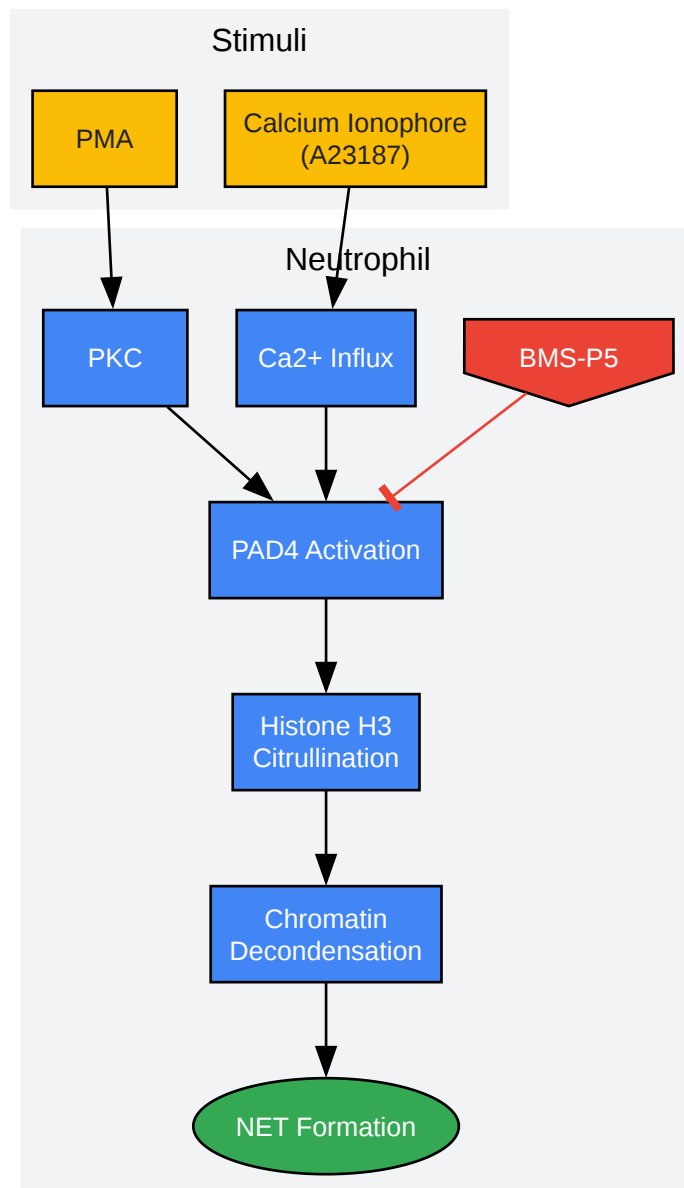 Stimuli
PMA
Calcium Ionophore
(A23187)
Neutrophil
PKC
Ca2+ Influx
BMS-P5
PAD4 Activation
Histone H3
Citrullination
Chromatin
Decondensation
NET Formation